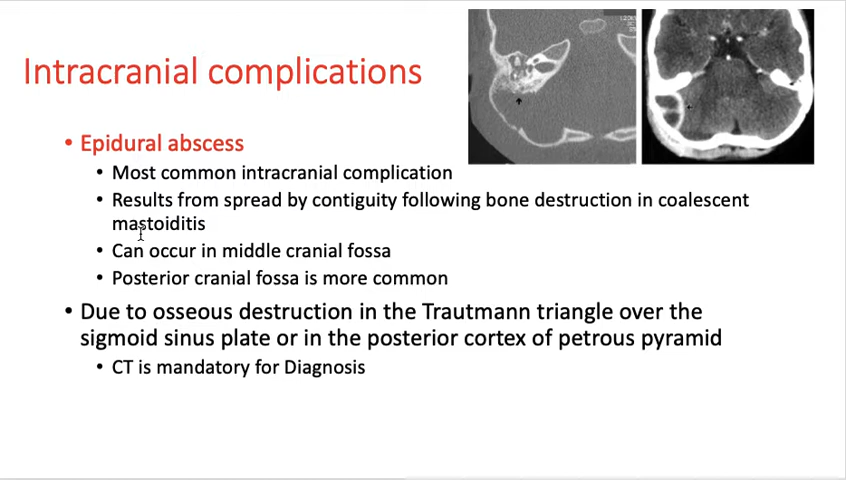 Intracranial complications
• Epidural abscess
• Most common intracranial complication
• Results from spread by contiguity following bone destruction in coalescent
mastoiditis
• Can occur in middle cranial fossa
• Posterior cranial fossa is more common
• Due to osseous destruction in the Trautmann triangle over the
sigmoid sinus plate or in the posterior cortex of petrous pyramid
• CT is mandatory for Diagnosis